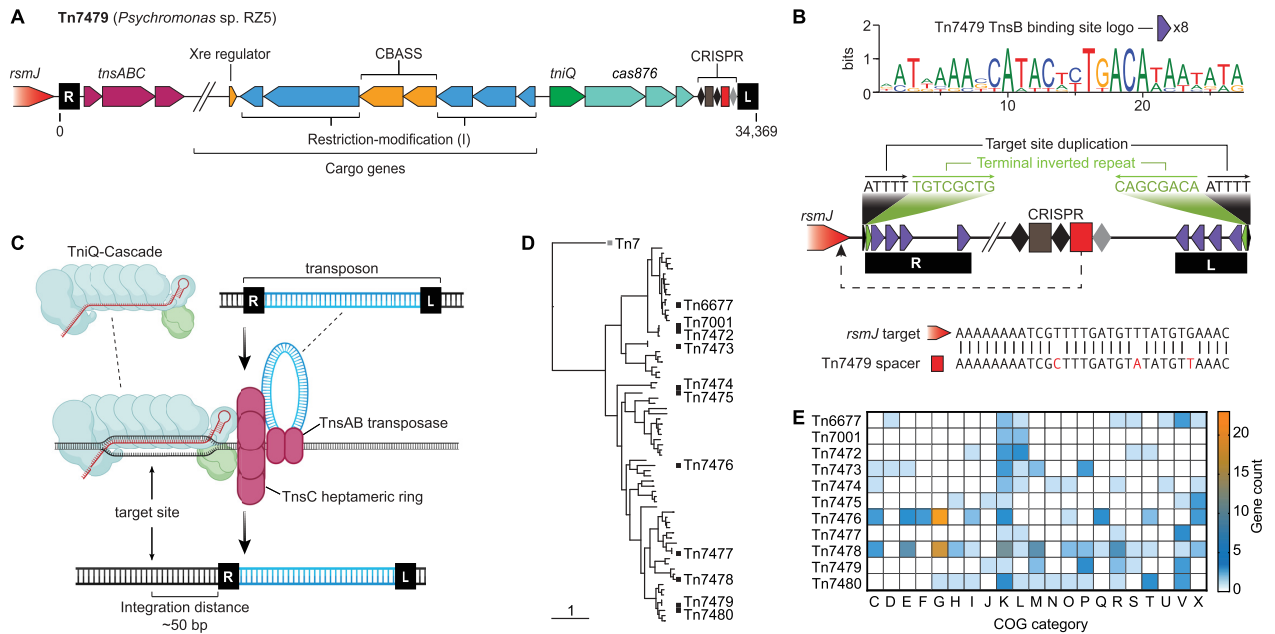 A
Tn7479 (Psychromonas sp. RZ5)
Xre regulator
CBASS
CRISPR
rsmJ
tnsABC
tniQ
cas876
R
L
0
34,369
Restriction-modification (I)
Cargo genes
B
Tn7479 TnsB binding site logo
x8
bits
2
1
0
ATAAAACATACTCTGACATAATATA
10
20
Target site duplication
Terminal inverted repeat
ATTTT TGTCGCTG
CAGCGACA ATTTT
rsmJ
CRISPR
R
L
rsmJ target
AAAAAAAATCGTTTTGATGTTTATGTGAAAC
Tn7479 spacer
AAAAAAAATCGCTTTGATGTATATGTTAAAC
C
TniQ-Cascade
transposon
R
L
TnsAB transposase
TnsC heptameric ring
target site
R
L
Integration distance
~50 bp
D
Tn7
Tn6677
Tn7001
Tn7472
Tn7473
Tn7474
Tn7475
Tn7476
Tn7477
Tn7478
Tn7479
Tn7480
1
E
Tn6677
Tn7001
Tn7472
Tn7473
Tn7474
Tn7475
Tn7476
Tn7477
Tn7478
Tn7479
Tn7480
C D E F G H I J K L M N O P Q R S T U V X
COG category
20
15
10
5
0
Gene count